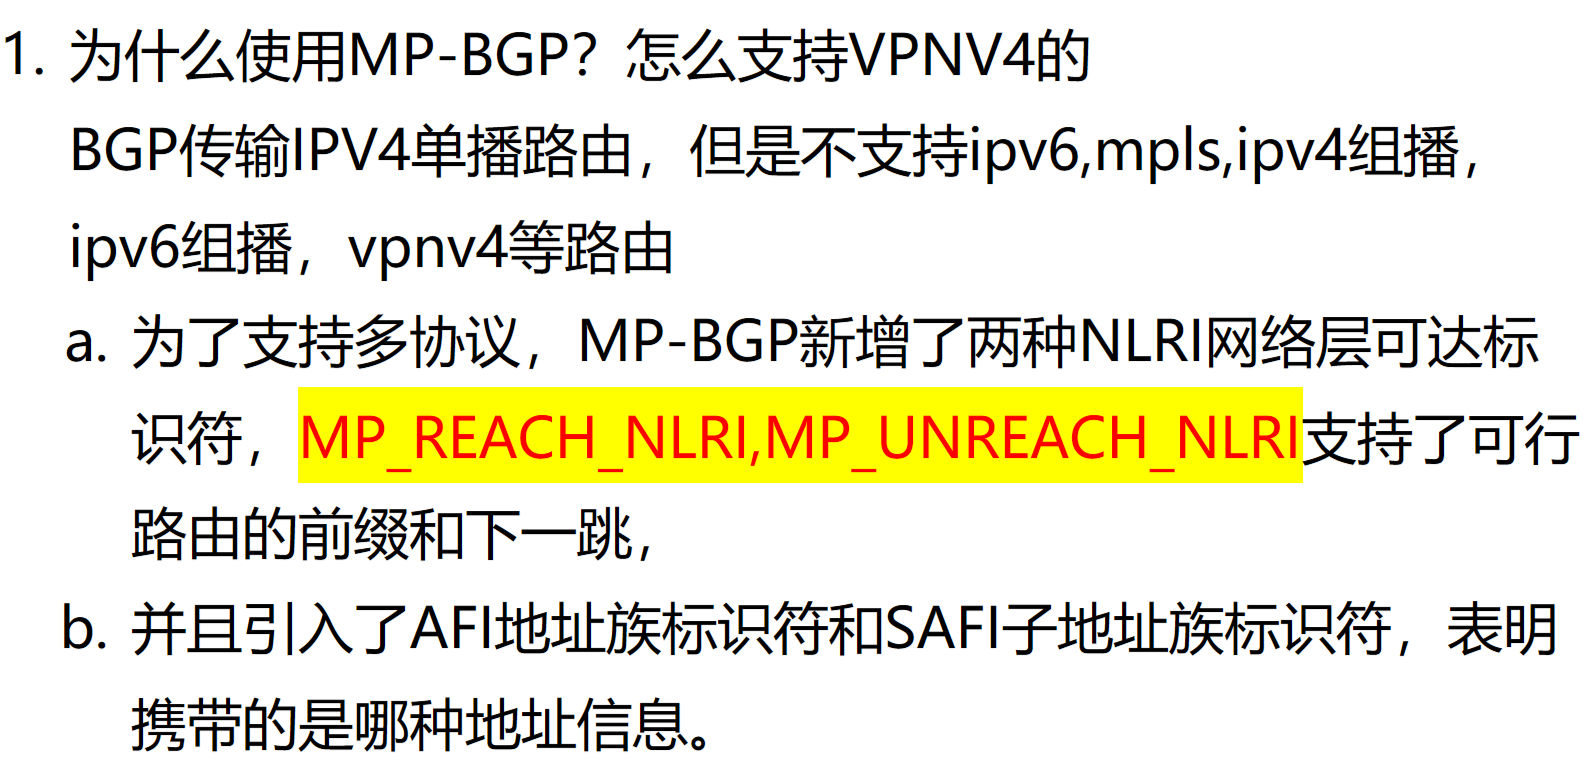 1. 为什么使用MP-BGP？怎么支持VPNV4的
BGP传输IPV4单播路由，但是不支持ipv6,mpls,ipv4组播，
ipv6组播，vpnv4等路由
a. 为了支持多协议，MP-BGP新增了两种NLRI网络层可达标
识符，MP_REACH_NLRI,MP_UNREACH_NLRI支持了可行
路由的前缀和下一跳，
b. 并且引入了AFI地址族标识符和SAFI子地址族标识符，表明
携带的是哪种地址信息。